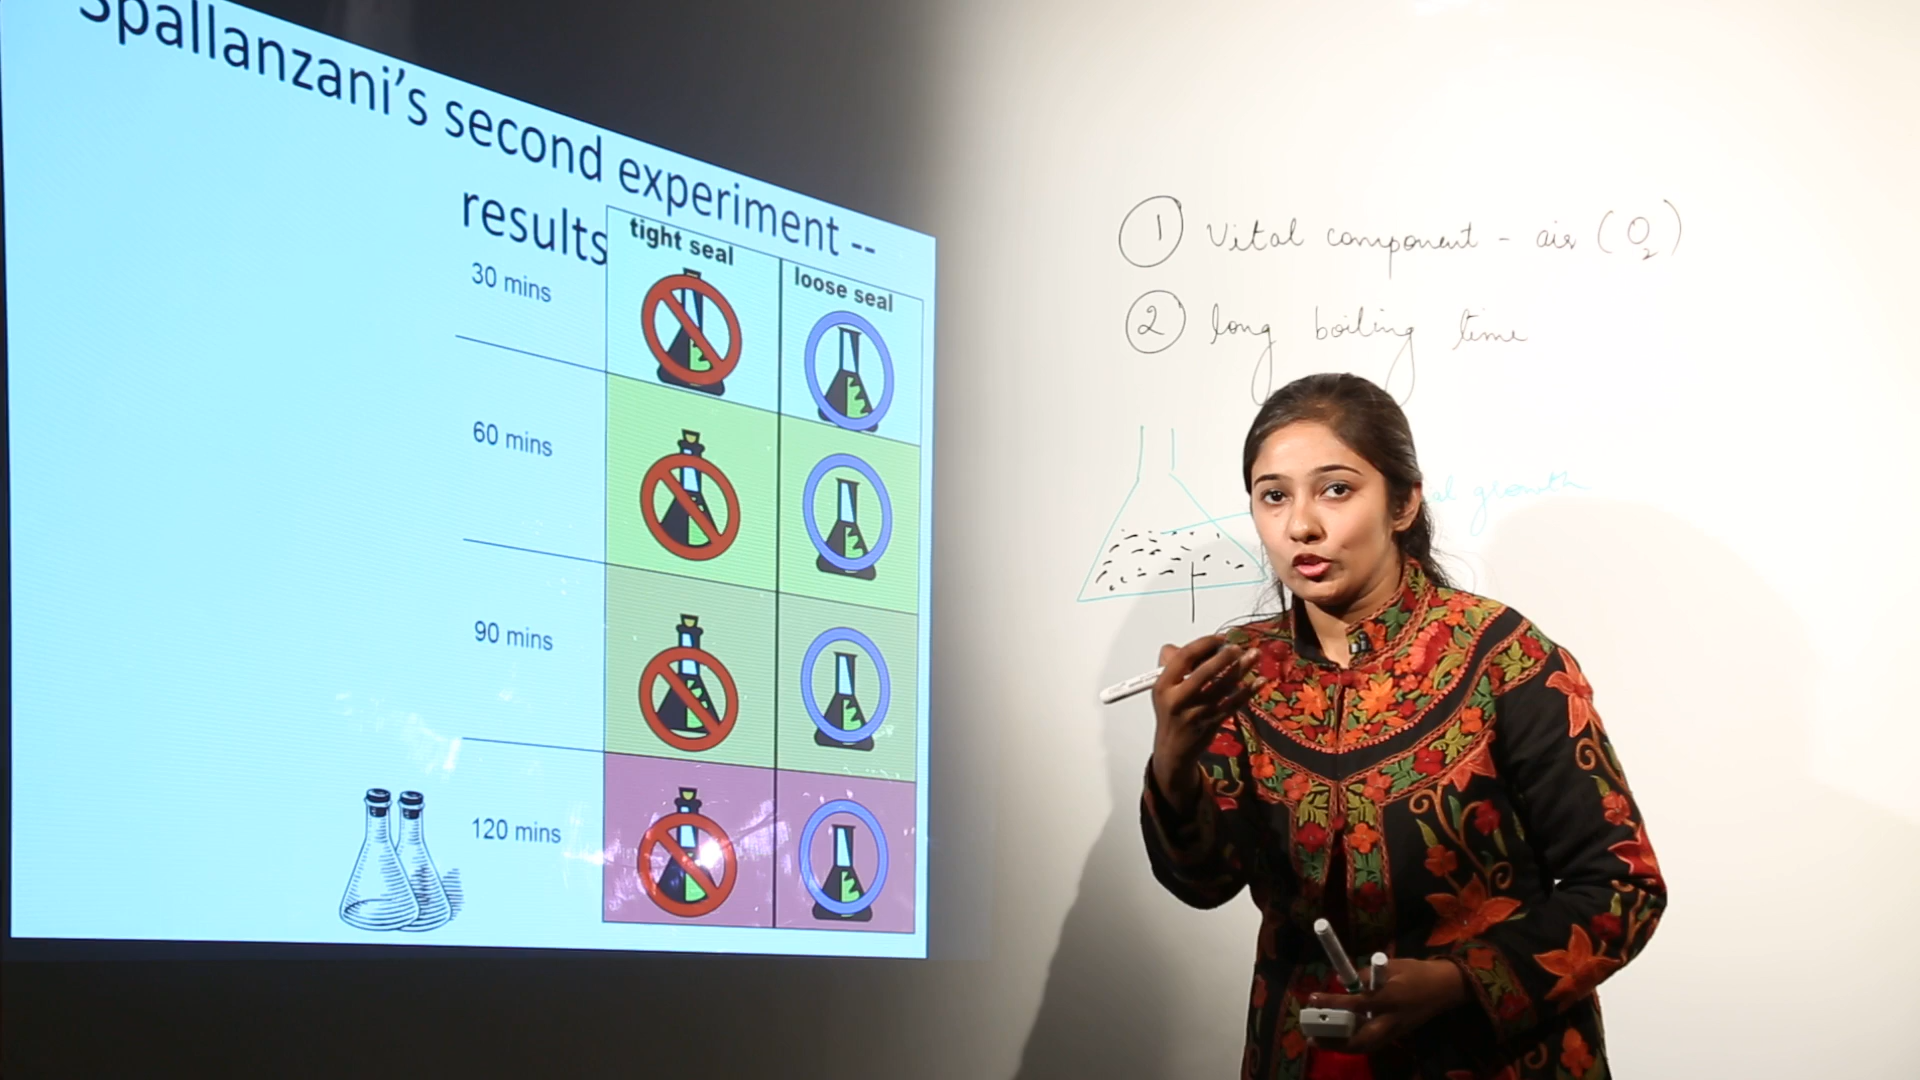 Spallanzani's second experiment --
results
tight seal
loose seal
30 mins
60 mins
90 mins
120 mins
1 Vital component - air (O2)
2 long boiling time
growth